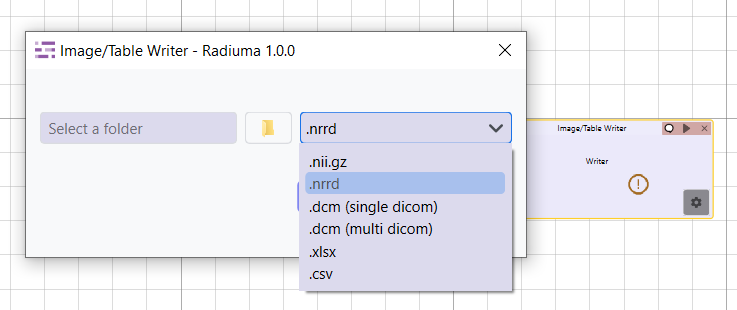 Image/Table Writer - Radiuma 1.0.0
Select a folder
.nrrd
.nii.gz
.nrrd
.dcm (single dicom)
.dcm (multi dicom)
.xlsx
.csv
Image/Table Writer
Writer